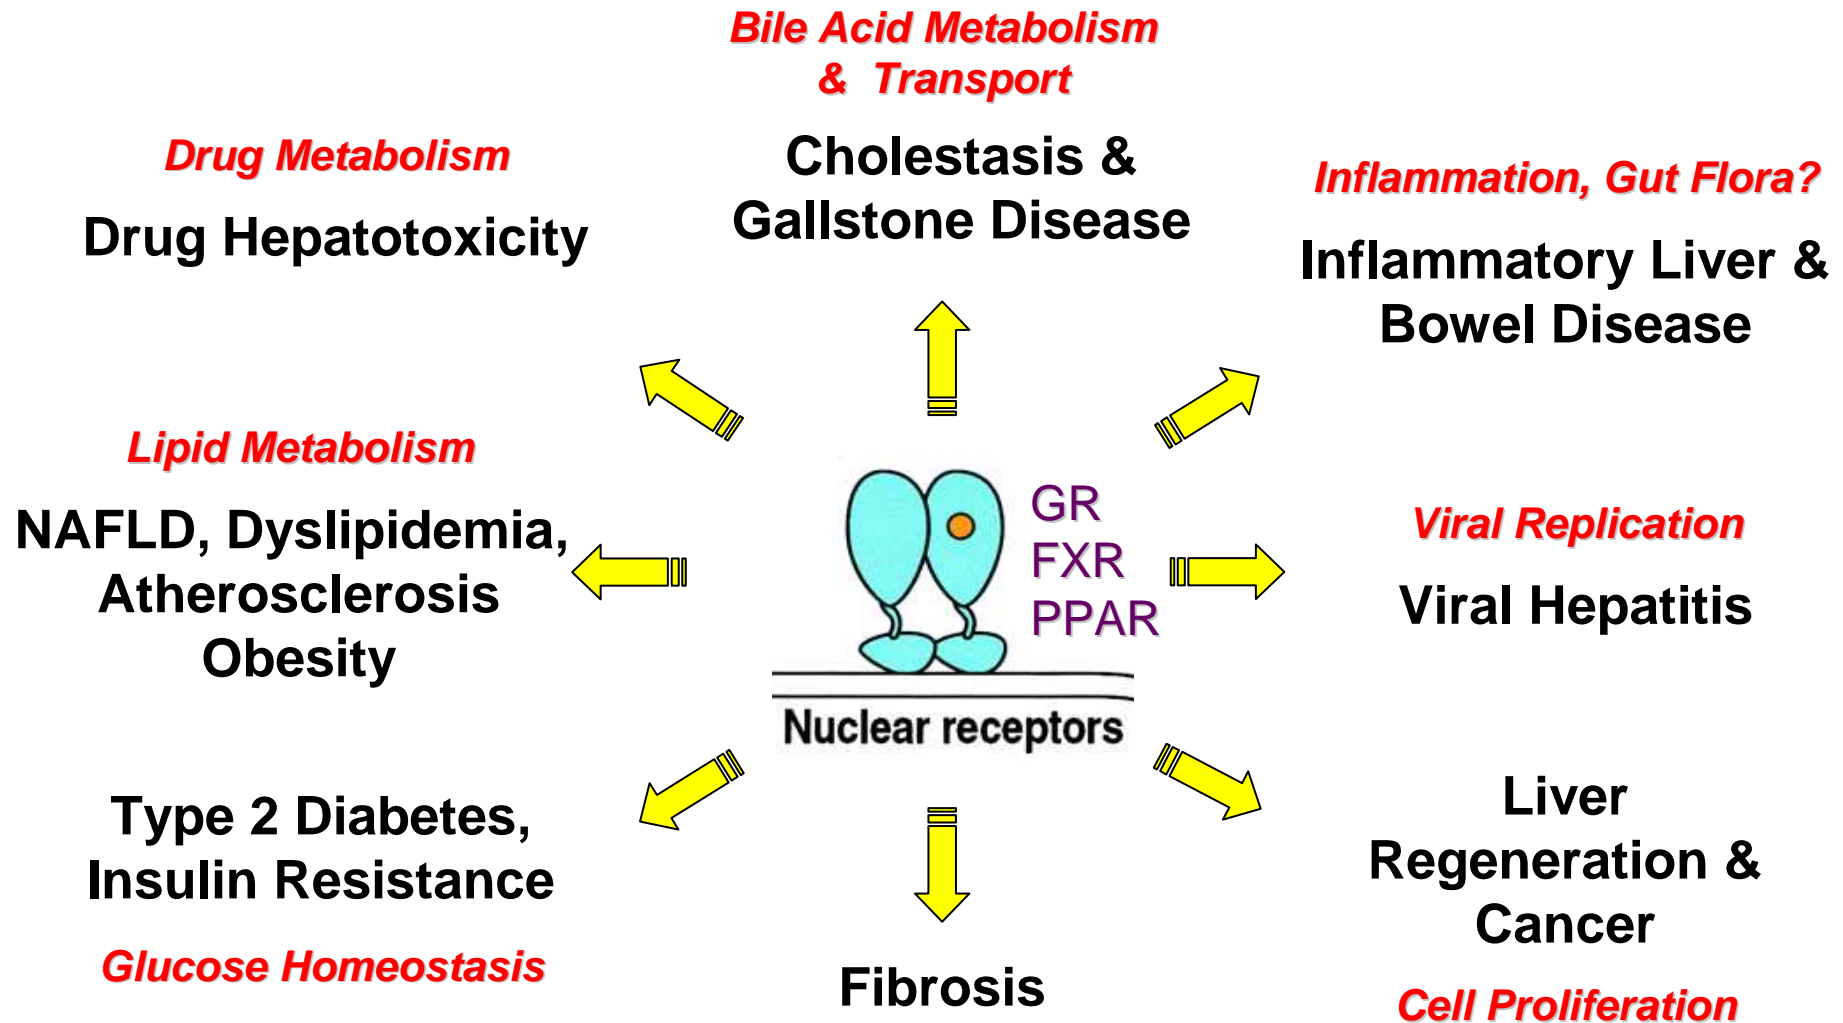 Bile Acid Metabolism
& Transport
Cholestasis &
Gallstone Disease
Drug Metabolism
Drug Hepatotoxicity
Inflammation, Gut Flora?
Inflammatory Liver &
Bowel Disease
Lipid Metabolism
NAFLD, Dyslipidemia,
Atherosclerosis
Obesity
GR
FXR
PPAR
Nuclear receptors
Viral Replication
Viral Hepatitis
Type 2 Diabetes,
Insulin Resistance
Glucose Homeostasis
Fibrosis
Liver
Regeneration &
Cancer
Cell Proliferation